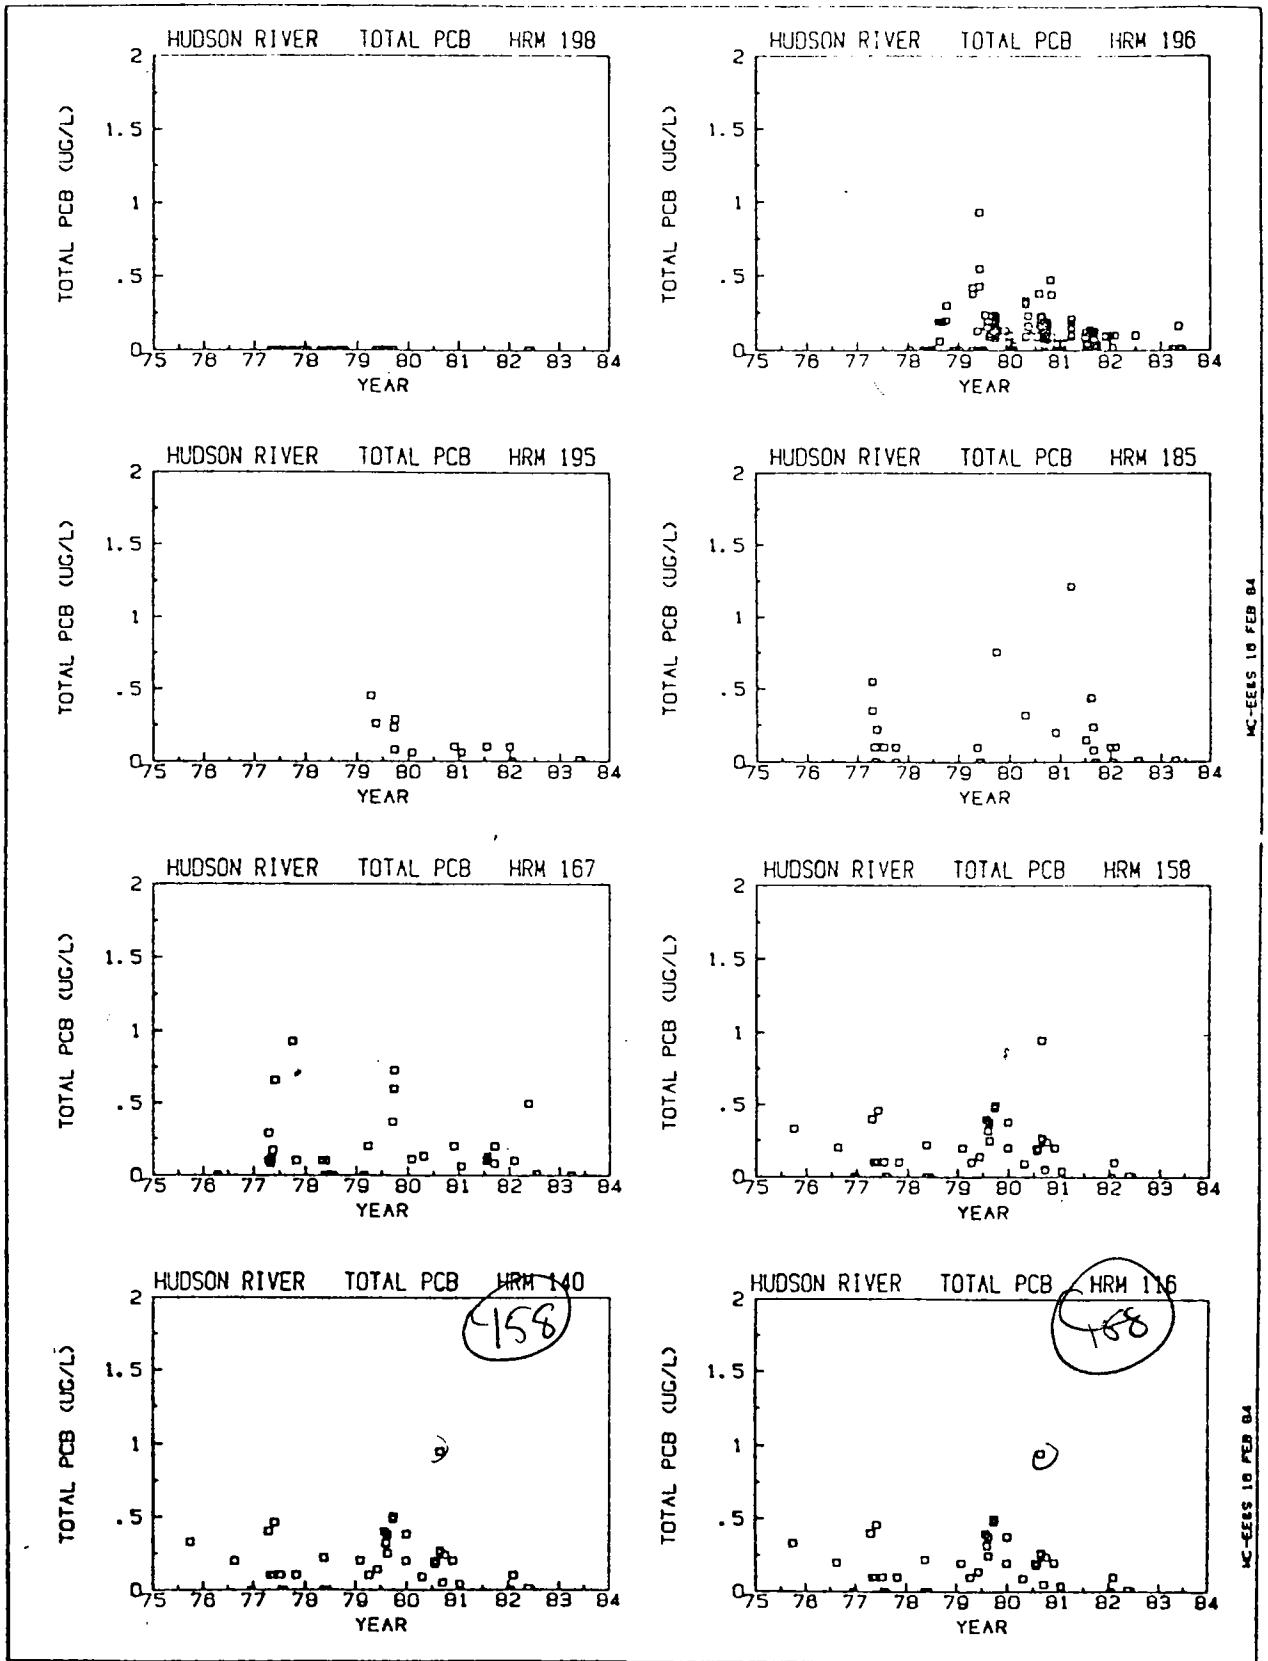 HUDSON RIVER TOTAL PCB HRM 198
TOTAL PCB (UG/L)
2
1.5
1
.5
0
75 76 77 78 79 80 81 82 83 84
YEAR
HUDSON RIVER TOTAL PCB HRM 196
TOTAL PCB (UG/L)
2
1.5
1
.5
0
75 76 77 78 79 80 81 82 83 84
YEAR
HUDSON RIVER TOTAL PCB HRM 195
TOTAL PCB (UG/L)
2
1.5
1
.5
0
75 76 77 78 79 80 81 82 83 84
YEAR
HUDSON RIVER TOTAL PCB HRM 185
TOTAL PCB (UG/L)
2
1.5
1
.5
0
75 76 77 78 79 80 81 82 83 84
YEAR
MC-EE&S 18 FEB 84
HUDSON RIVER TOTAL PCB HRM 167
TOTAL PCB (UG/L)
2
1.5
1
.5
0
75 76 77 78 79 80 81 82 83 84
YEAR
HUDSON RIVER TOTAL PCB HRM 158
TOTAL PCB (UG/L)
2
1.5
1
.5
0
75 76 77 78 79 80 81 82 83 84
YEAR
HUDSON RIVER TOTAL PCB HRM 140
158
TOTAL PCB (UG/L)
2
1.5
1
.5
0
75 76 77 78 79 80 81 82 83 84
YEAR
HUDSON RIVER TOTAL PCB HRM 116
158
TOTAL PCB (UG/L)
2
1.5
1
.5
0
75 76 77 78 79 80 81 82 83 84
YEAR
MC-EE&S 18 FEB 84